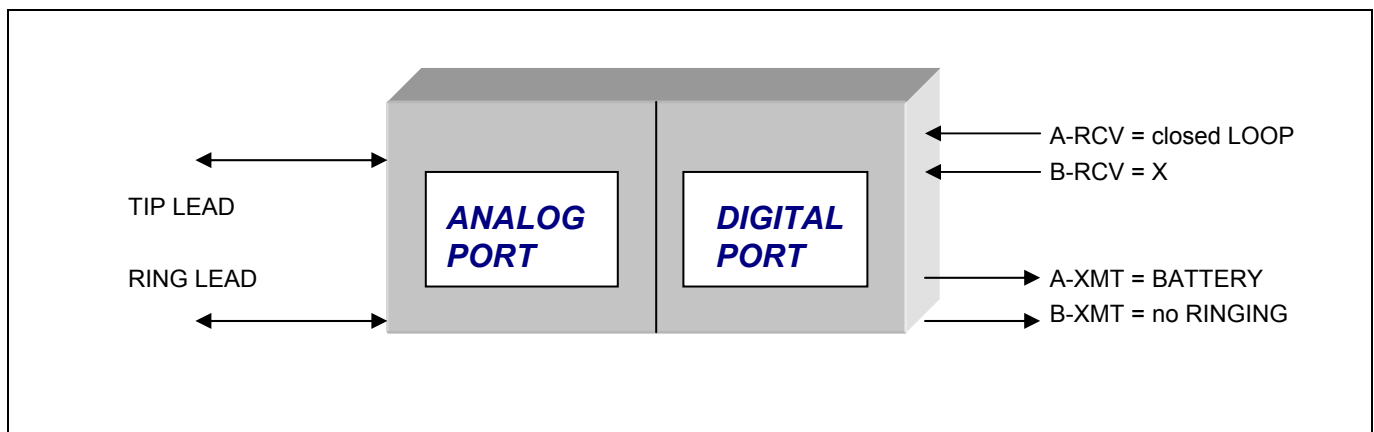 TIP LEAD
RING LEAD
ANALOG
PORT
DIGITAL
PORT
A-RCV = closed LOOP
B-RCV = X
A-XMT = BATTERY
B-XMT = no RINGING